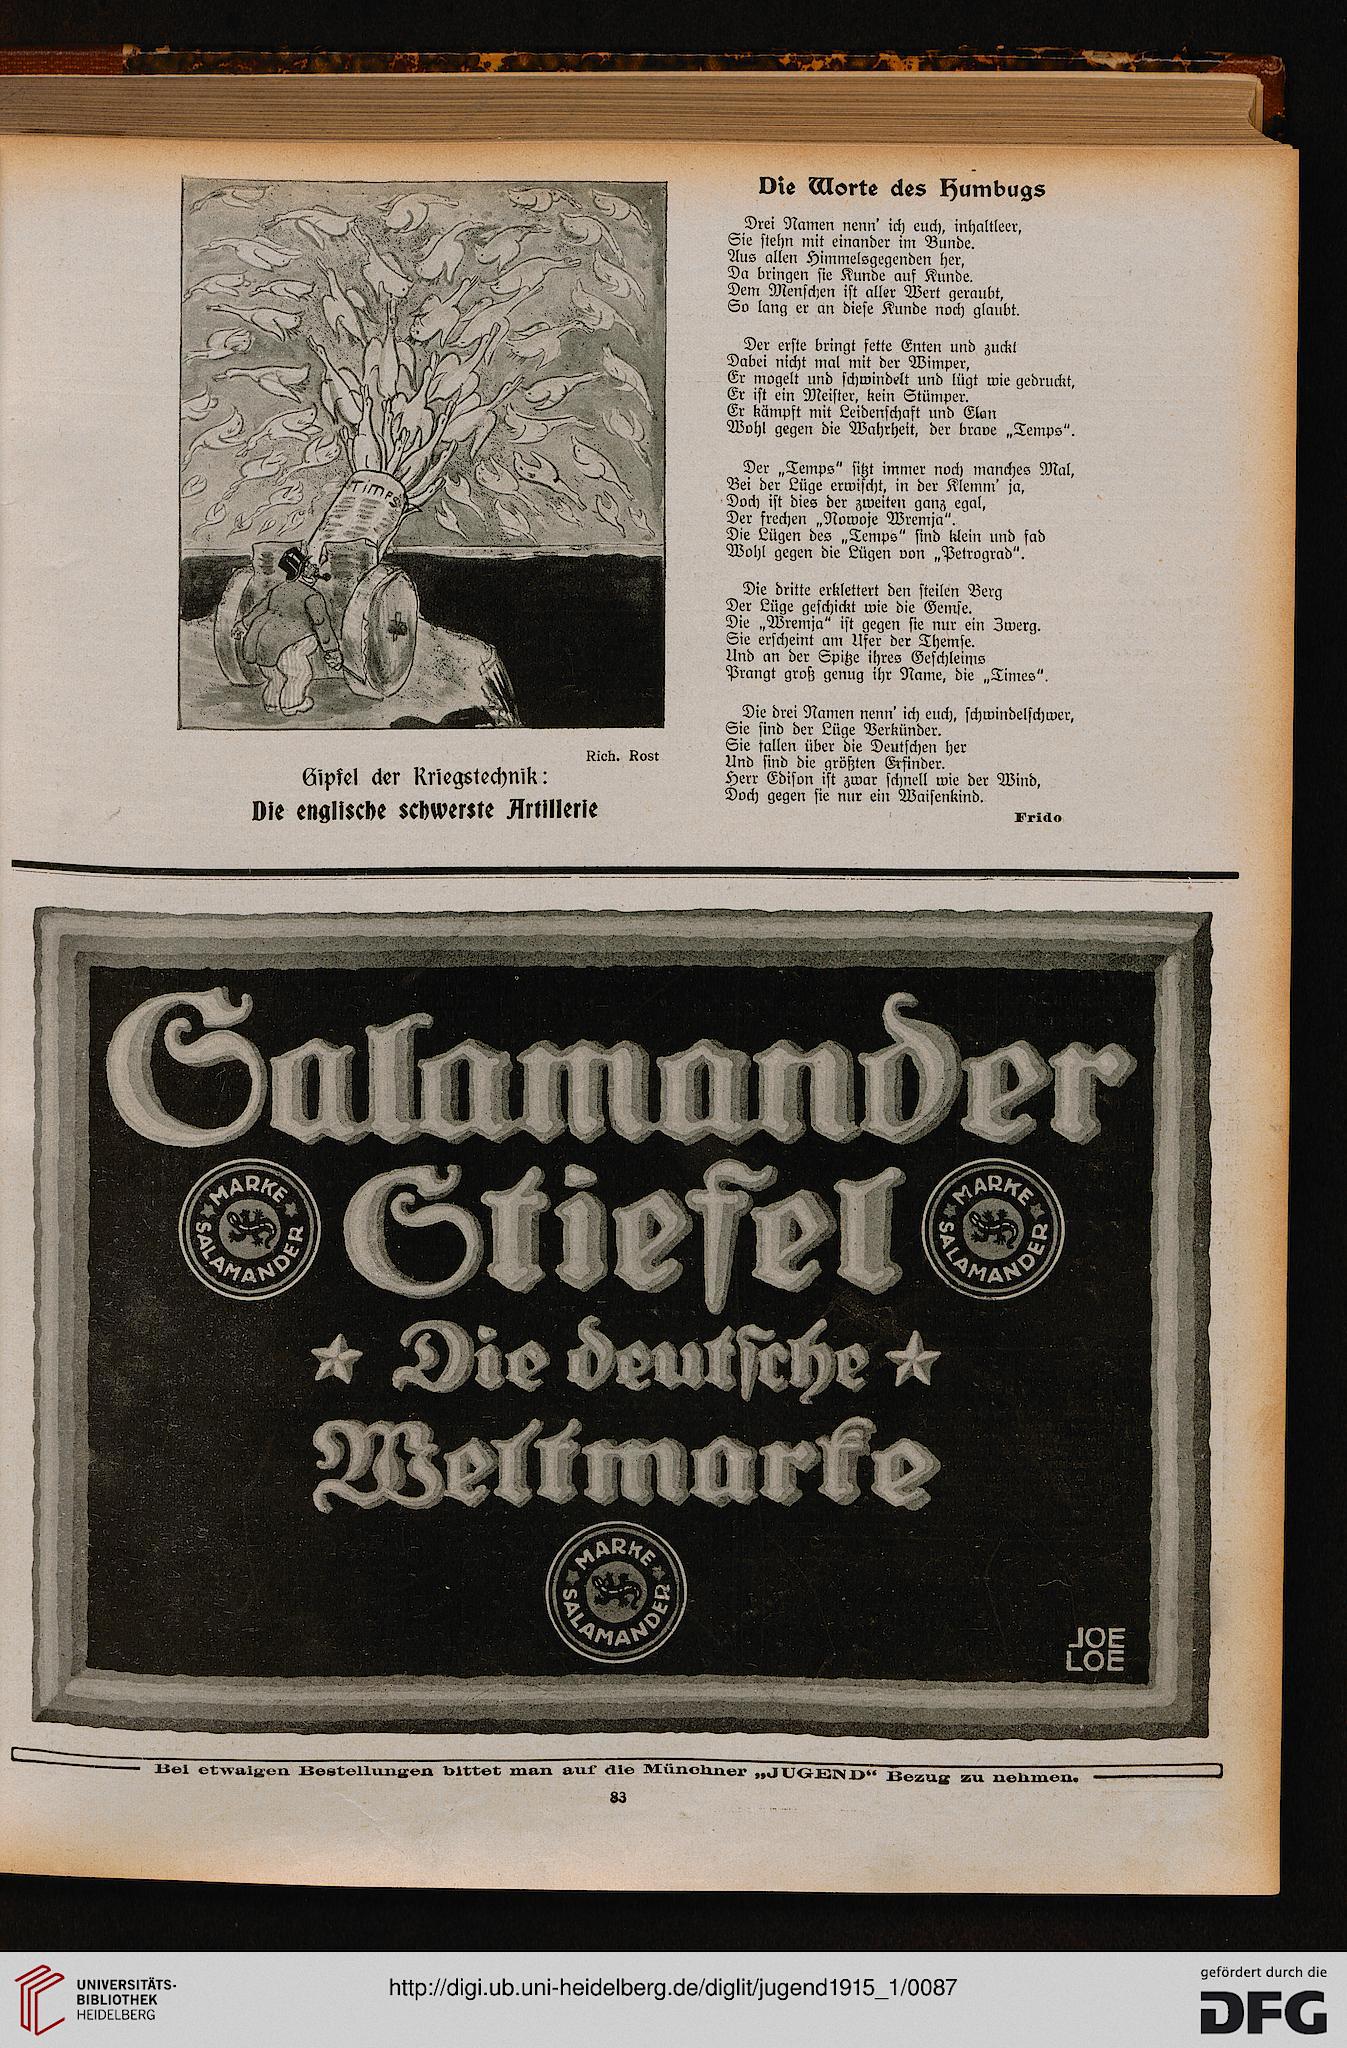 TIMES
Rich. Rost
Gipfel der Kriegstechnik:
Die englische schwerste Artillerie
Die Worte des Humbugs
Drei Namen nenn' ich euch, inhaltleer,
Sie stehn mit einander im Bunde.
Aus allen Himmelsgegenden her,
Da bringen sie Kunde auf Kunde.
Dem Menschen ist aller Wert geraubt,
So lang er an diese Kunde noch glaubt.
Der erste bringt fette Enten und zuckt
Dabei nicht mal mit der Wimper,
Er mogelt und schwindelt und lügt wie gedruckt,
Er ist ein Meister, kein Stümper.
Er kämpft mit Leidenschaft und Elan
Wohl gegen die Wahrheit, der brave „Temps".
Der „Temps" sitzt immer noch manches Mal,
Bei der Lüge erwischt, in der Klemm' ja,
Doch ist dies der zweiten ganz egal,
Der frechen „Nowoje Wremja".
Die Lügen des „Temps" sind klein und fad
Wohl gegen die Lügen von „Petrograd".
Die dritte erklettert den steilen Berg
Der Lüge geschickt wie die Gemse.
Die „Wremja" ist gegen sie nur ein Zwerg.
Sie erscheint am Ufer der Themse.
Und an der Spitze ihres Geschleims
Prangt groß genug ihr Name, die „Times".
Die drei Namen nenn' ich euch, schwindelschwer,
Sie sind der Lüge Verkünder.
Sie fallen über die Deutschen her
Und sind die größten Erfinder.
Herr Edison ist zwar schnell wie der Wind,
Doch gegen sie nur ein Waisenkind.
Frido
Salamander
MARKE SALAMANDER
Stiefel
MARKE SALAMANDER
Die deutsche
Weltmarke
MARKE SALAMANDER
JOE
LOE
Bei etwaigen Bestellungen bittet man auf die Münchner „JUGEND" Bezug zu nehmen.
83
UNIVERSITÄTS-
BIBLIOTHEK
HEIDELBERG
http://digi.ub.uni-heidelberg.de/diglit/jugend1915_1/0087
gefördert durch die
DFG